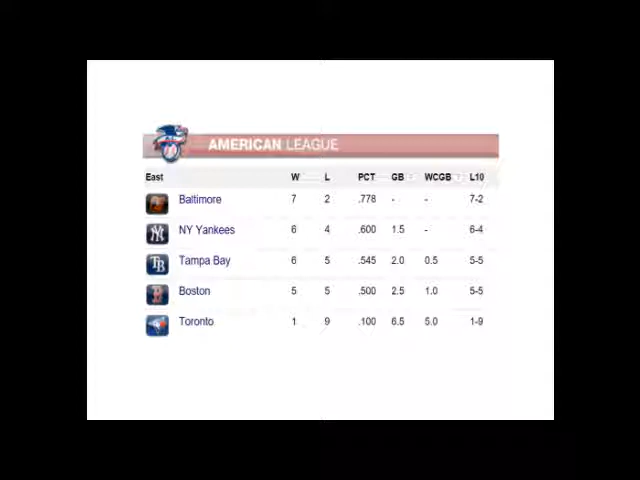 AMERICAN LEAGUE
East W L PCT GB WCGB L10
Baltimore 7 2 .778 - - 7-2
NY Yankees 6 4 .600 1.5 - 6-4
TB Tampa Bay 6 5 .545 2.0 0.5 5-5
B Boston 5 5 .500 2.5 1.0 5-5
Toronto 1 9 .100 6.5 5.0 1-9